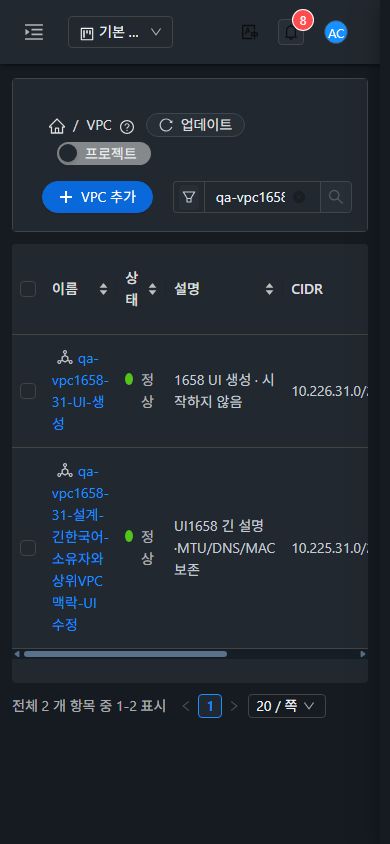 기본 ...
8
AC
/ VPC
업데이트
프로젝트
+ VPC 추가
qa-vpc1658
이름
상태
설명
CIDR
qa-
vpc1658-
31-UI-생
성
정
상
1658 UI 생성 · 시
작하지 않음
10.226.31.0/
qa-
vpc1658-
31-설계-
긴한국어-
소유자와
상위VPC
맥락-UI
수정
정
상
UI1658 긴 설명
·MTU/DNS/MAC
보존
10.225.31.0/
전체 2 개 항목 중 1-2 표시
1
20 / 쪽